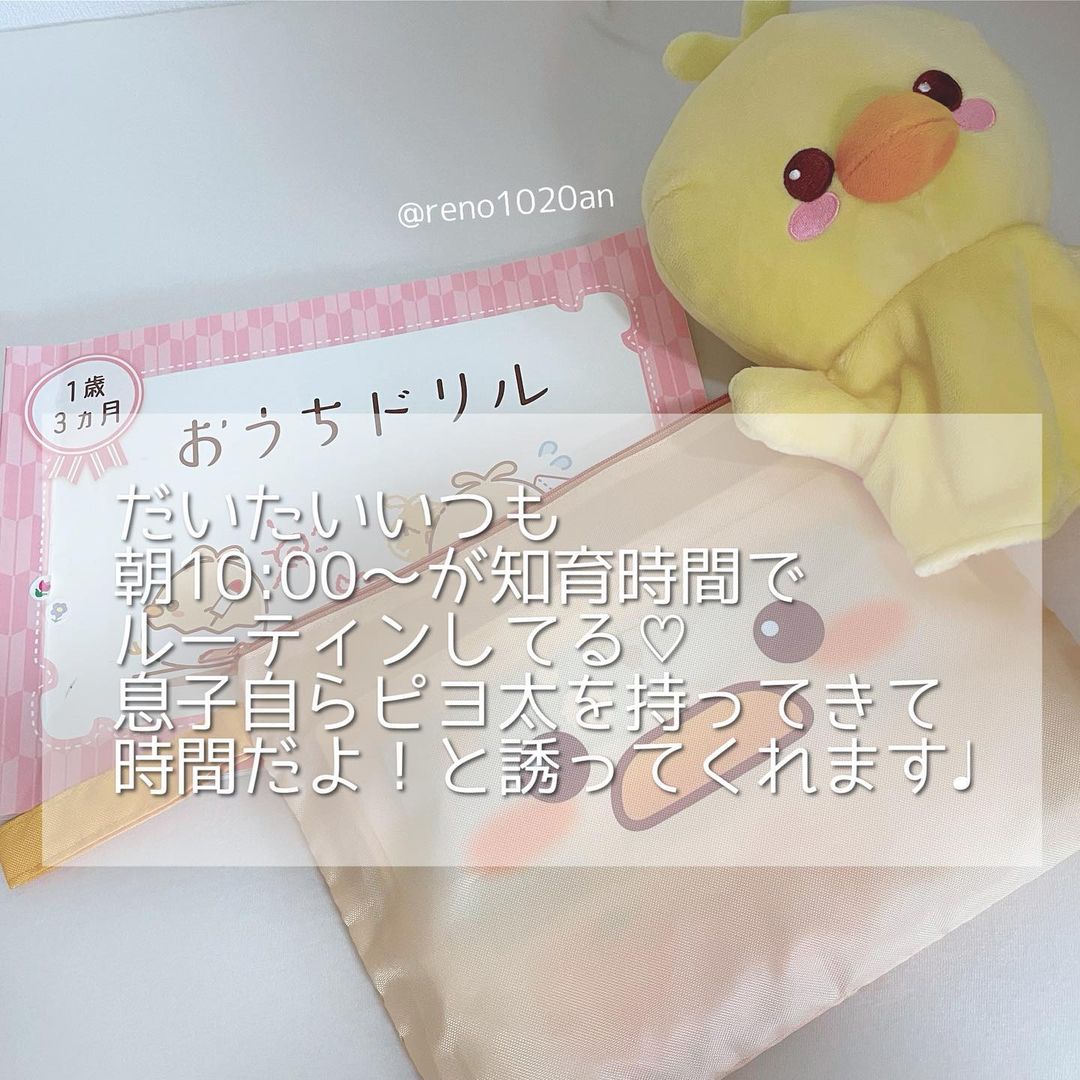 @reno1020an
1歳
3ヵ月
おうちドリル
だいたいいつも
朝10:00〜が知育時間で
ルーティンしてる♡
息子自らピヨ太を持ってきて
時間だよ！と誘ってくれます♩